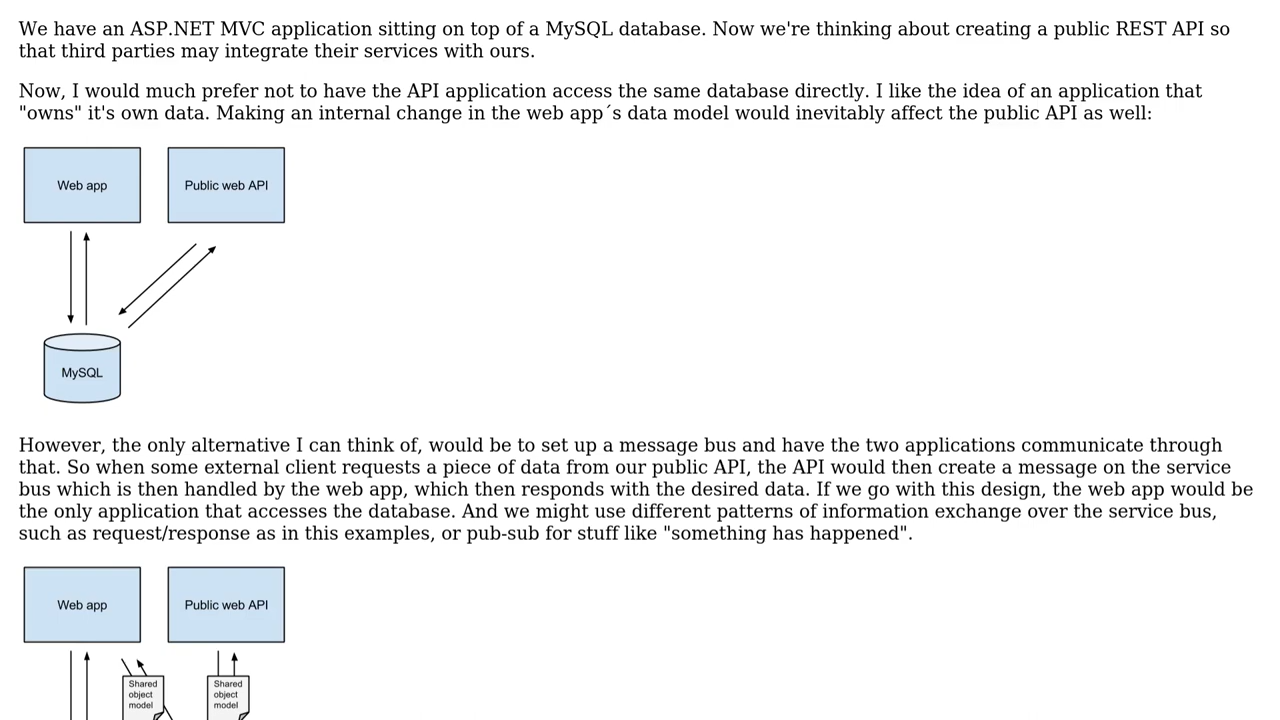 We have an ASP.NET MVC application sitting on top of a MySQL database. Now we're thinking about creating a public REST API so
that third parties may integrate their services with ours.
Now, I would much prefer not to have the API application access the same database directly. I like the idea of an application that
"owns" it's own data. Making an internal change in the web app´s data model would inevitably affect the public API as well:
Web app
Public web API
MySQL
However, the only alternative I can think of, would be to set up a message bus and have the two applications communicate through
that. So when some external client requests a piece of data from our public API, the API would then create a message on the service
bus which is then handled by the web app, which then responds with the desired data. If we go with this design, the web app would be
the only application that accesses the database. And we might use different patterns of information exchange over the service bus,
such as request/response as in this examples, or pub-sub for stuff like "something has happened".
Web app
Public web API
Shared
object
model
Shared
object
model